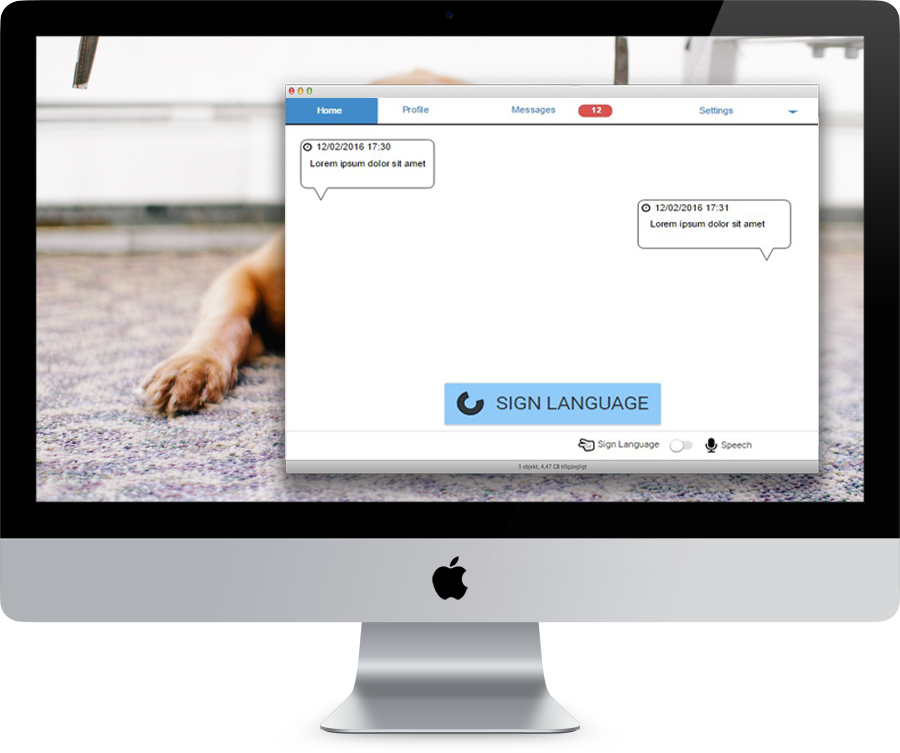 Home
Profile
Messages
12
Settings
12/02/2016 17:30
Lorem ipsum dolor sit amet
12/02/2016 17:31
Lorem ipsum dolor sit amet
SIGN LANGUAGE
Sign Language
Speech
3 objekt, 4,47 GB tillgängligt